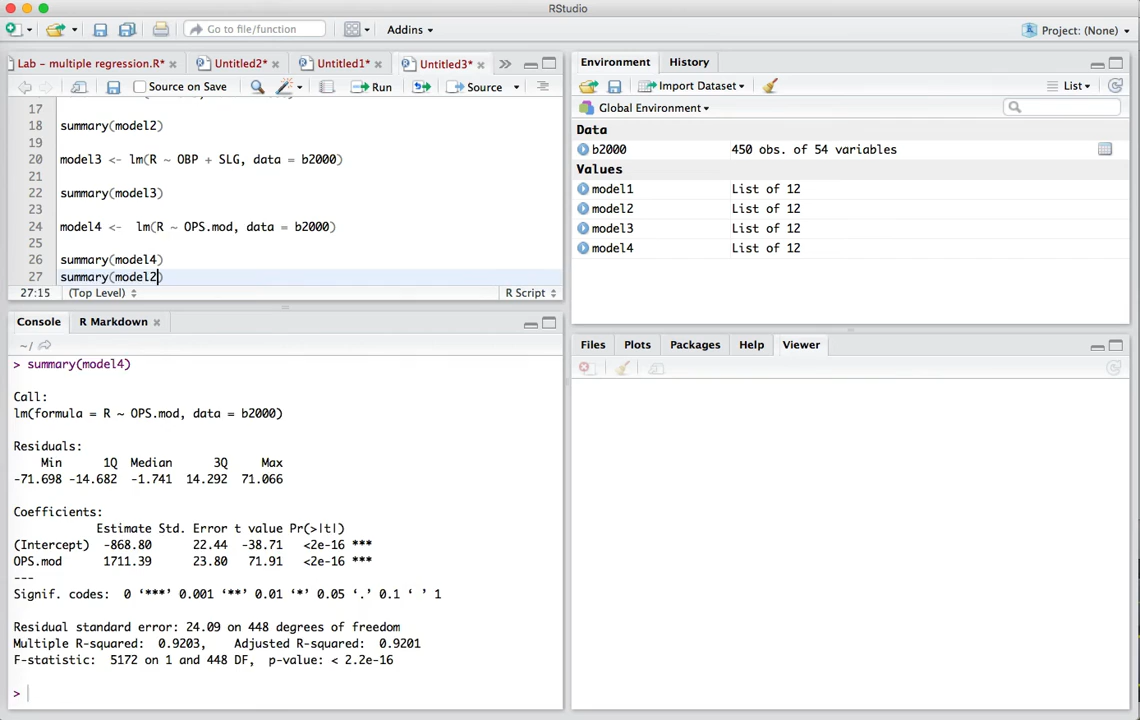 RStudio
Go to file/function
Addins
Project: (None)
Lab - multiple regression.R*
Untitled2*
Untitled1*
Untitled3*
Source on Save
Run
Source
17
18 summary(model2)
19
20 model3 <- lm(R ~ OBP + SLG, data = b2000)
21
22 summary(model3)
23
24 model4 <-  lm(R ~ OPS.mod, data = b2000)
25
26 summary(model4)
27 summary(model2)
27:15 (Top Level) R Script
Console R Markdown
~/
> summary(model4)
Call:
lm(formula = R ~ OPS.mod, data = b2000)
Residuals:
Min 1Q Median 3Q Max
-71.698 -14.682 -1.741 14.292 71.066
Coefficients:
Estimate Std. Error t value Pr(>|t|)
(Intercept) -868.80 22.44 -38.71 <2e-16 ***
OPS.mod 1711.39 23.80 71.91 <2e-16 ***
---
Signif. codes: 0 ‘***’ 0.001 ‘**’ 0.01 ‘*’ 0.05 ‘.’ 0.1 ‘ ’ 1
Residual standard error: 24.09 on 448 degrees of freedom
Multiple R-squared: 0.9203, Adjusted R-squared: 0.9201
F-statistic: 5172 on 1 and 448 DF, p-value: < 2.2e-16
>
Environment History
Import Dataset
List
Global Environment
Data
b2000 450 obs. of 54 variables
Values
model1 List of 12
model2 List of 12
model3 List of 12
model4 List of 12
Files Plots Packages Help Viewer